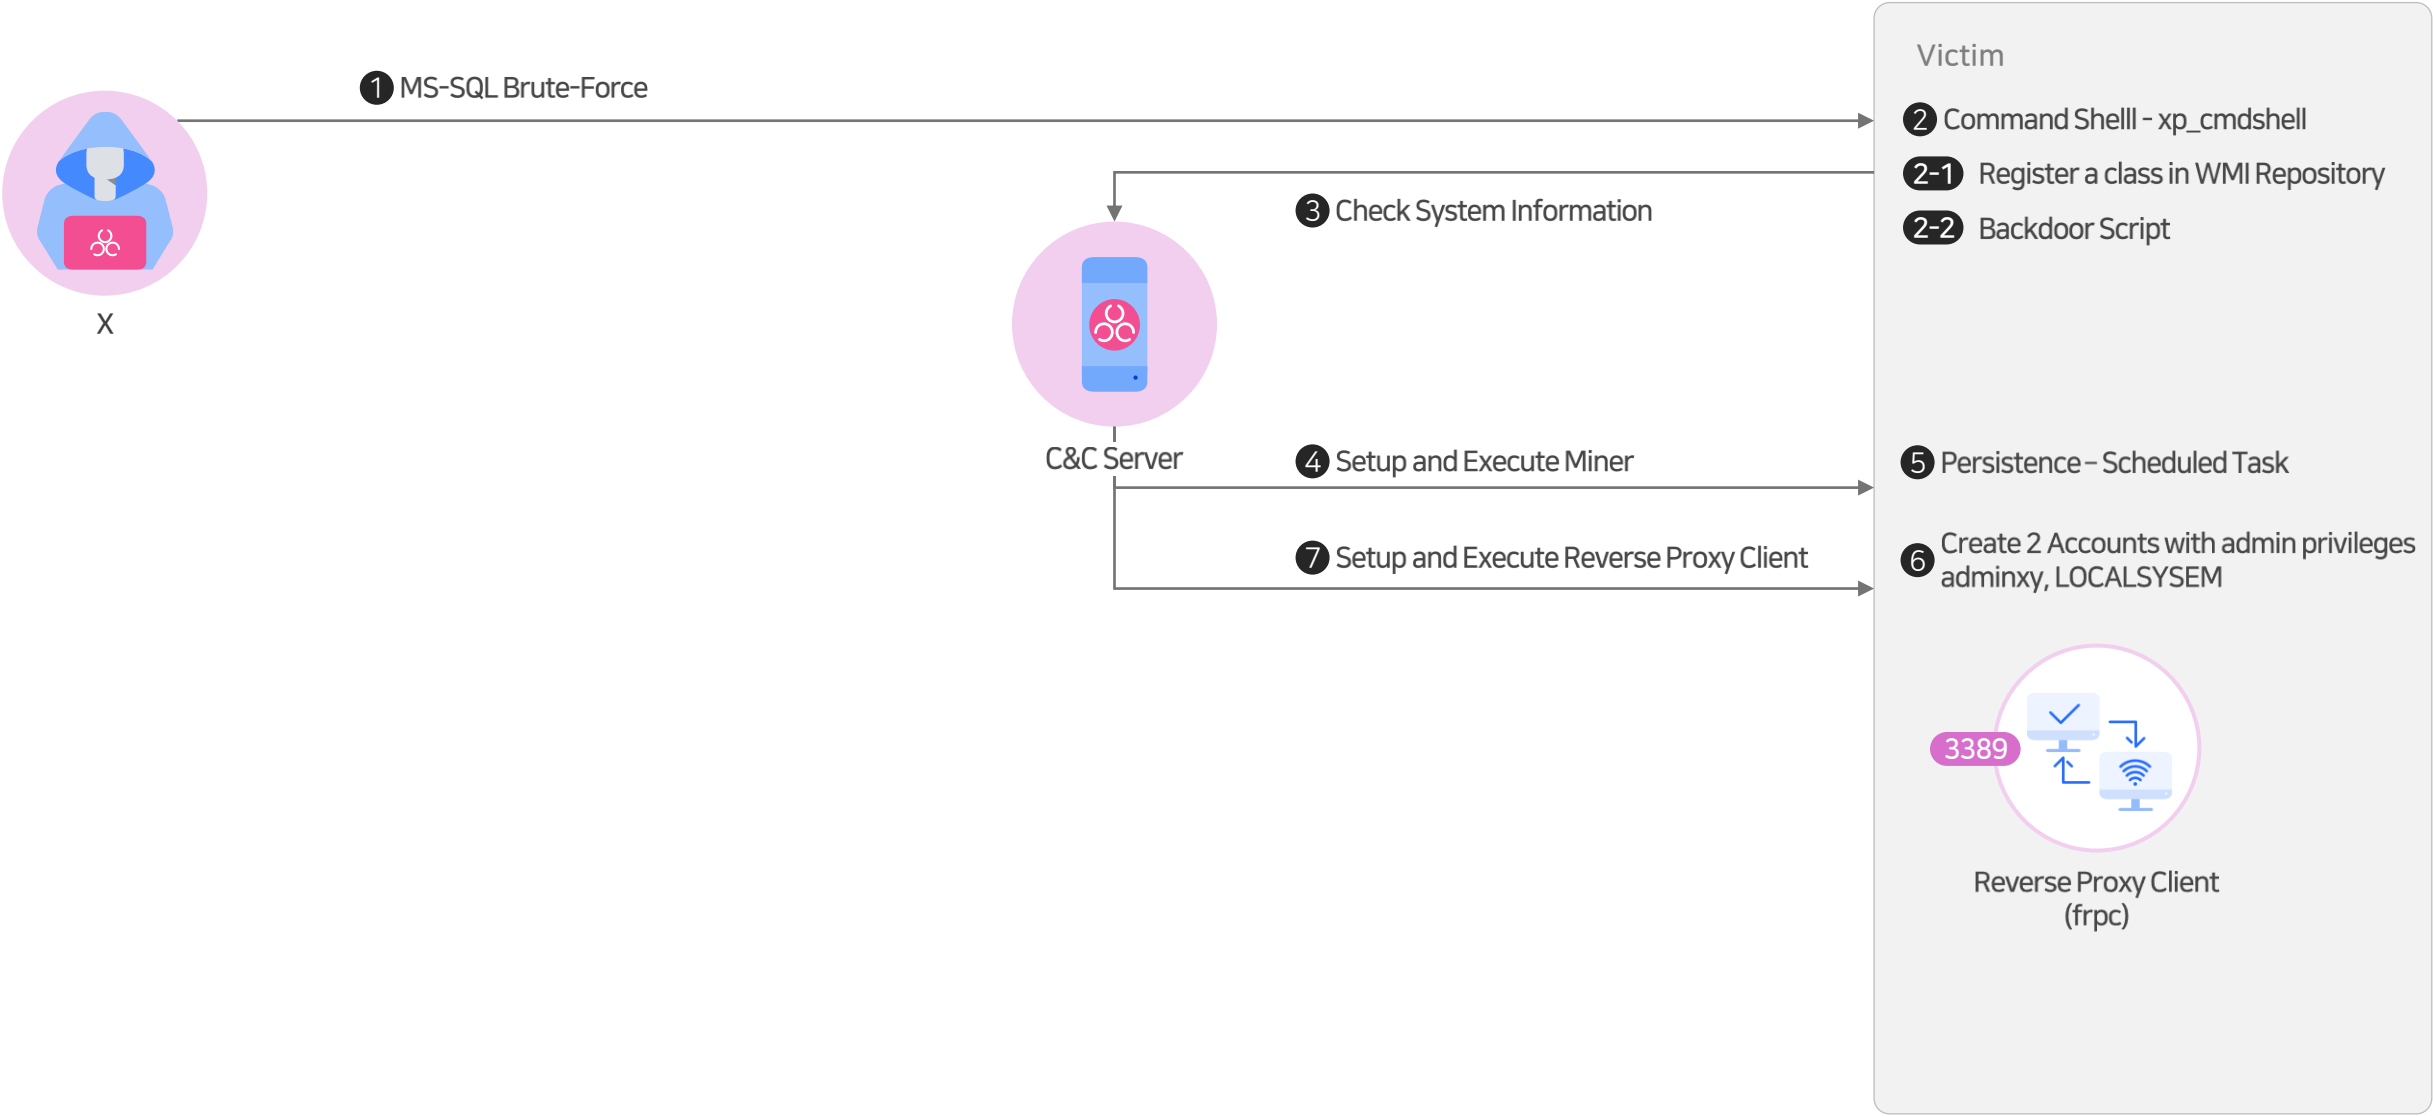 Victim
1 MS-SQL Brute-Force
2 Command Shelll - xp_cmdshell
2-1 Register a class in WMI Repository
3 Check System Information
2-2 Backdoor Script
X
C&C Server
4 Setup and Execute Miner
5 Persistence – Scheduled Task
7 Setup and Execute Reverse Proxy Client
6 Create 2 Accounts with admin privileges
adminxy, LOCALSYSEM
3389
Reverse Proxy Client
(frpc)